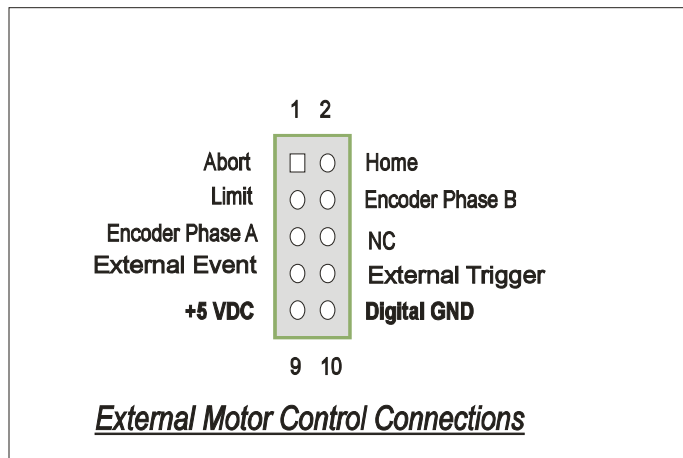 1 2
Abort Home
Limit Encoder Phase B
Encoder Phase A NC
External Event External Trigger
+5 VDC Digital GND
9 10
External Motor Control Connections